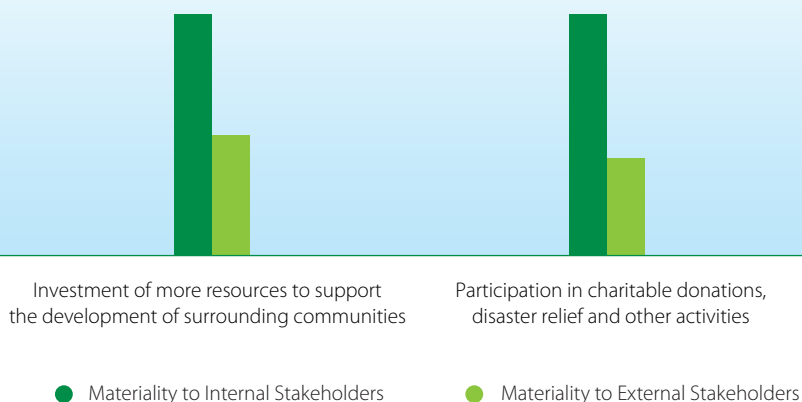 Investment of more resources to support
the development of surrounding communities
Participation in charitable donations,
disaster relief and other activities
Materiality to Internal Stakeholders
Materiality to External Stakeholders